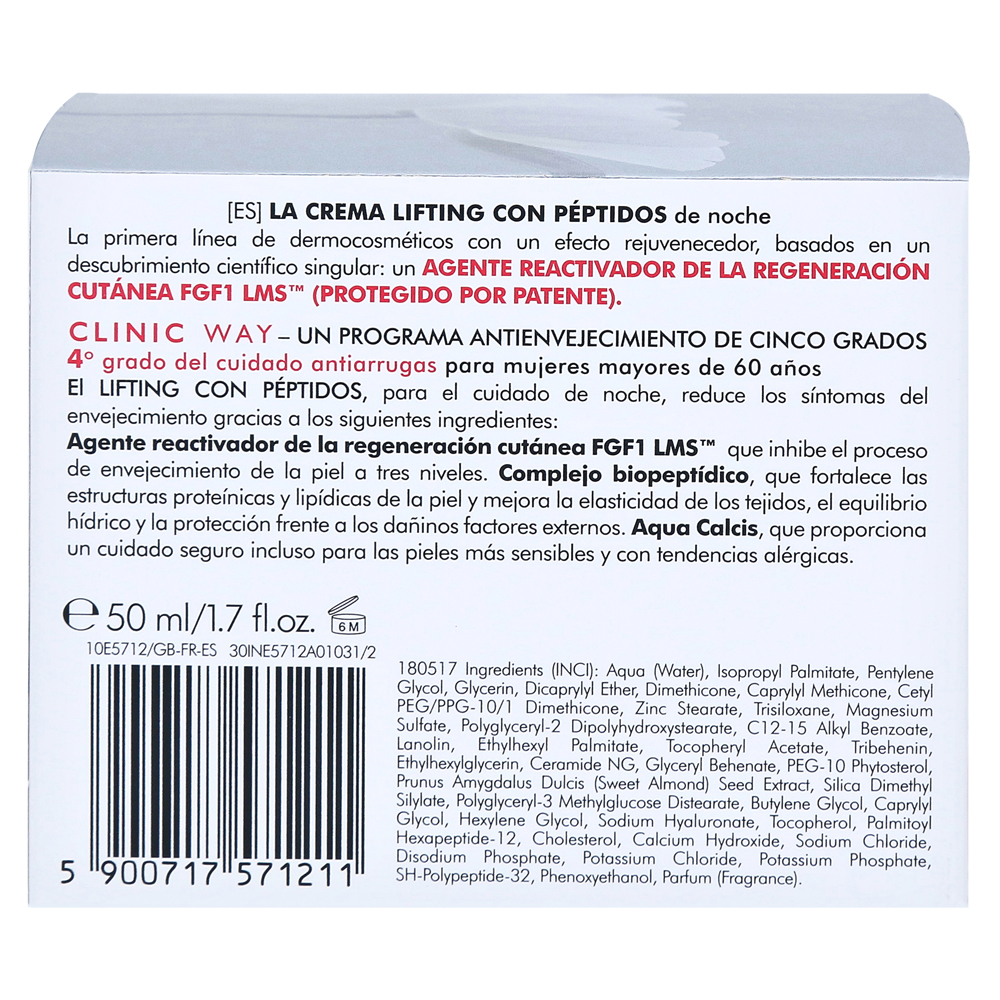 [ES] LA CREMA LIFTING CON PÉPTIDOS de noche
La primera línea de dermocosméticos con un efecto rejuvenecedor, basados en un
descubrimiento científico singular: un AGENTE REACTIVADOR DE LA REGENERACIÓN
CUTÁNEA FGF1 LMS™ (PROTEGIDO POR PATENTE).
CLINIC WAY – UN PROGRAMA ANTIENVEJECIMIENTO DE CINCO GRADOS
4º grado del cuidado antiarrugas para mujeres mayores de 60 años
El LIFTING CON PÉPTIDOS, para el cuidado de noche, reduce los síntomas del
envejecimiento gracias a los siguientes ingredientes:
Agente reactivador de la regeneración cutánea FGF1 LMS™ que inhibe el proceso
de envejecimiento de la piel a tres niveles. Complejo biopeptídico, que fortalece las
estructuras proteínicas y lipídicas de la piel y mejora la elasticidad de los tejidos, el equilibrio
hídrico y la protección frente a los dañinos factores externos. Aqua Calcis, que proporciona
un cuidado seguro incluso para las pieles más sensibles y con tendencias alérgicas.
℮ 50 ml/1.7 fl.oz. 6 M
10E5712/GB-FR-ES 30INE5712A01031/2
5 900717 571211
180517 Ingredients (INCI): Aqua (Water), Isopropyl Palmitate, Pentylene
Glycol, Glycerin, Dicaprylyl Ether, Dimethicone, Caprylyl Methicone, Cetyl
PEG/PPG-10/1 Dimethicone, Zinc Stearate, Trisiloxane, Magnesium
Sulfate, Polyglyceryl-2 Dipolyhydroxystearate, C12-15 Alkyl Benzoate,
Lanolin, Ethylhexyl Palmitate, Tocopheryl Acetate, Tribehenin,
Ethylhexylglycerin, Ceramide NG, Glyceryl Behenate, PEG-10 Phytosterol,
Prunus Amygdalus Dulcis (Sweet Almond) Seed Extract, Silica Dimethyl
Silylate, Polyglyceryl-3 Methylglucose Distearate, Butylene Glycol, Caprylyl
Glycol, Hexylene Glycol, Sodium Hyaluronate, Tocopherol, Palmitoyl
Hexapeptide-12, Cholesterol, Calcium Hydroxide, Sodium Chloride,
Disodium Phosphate, Potassium Chloride, Potassium Phosphate,
SH-Polypeptide-32, Phenoxyethanol, Parfum (Fragrance).